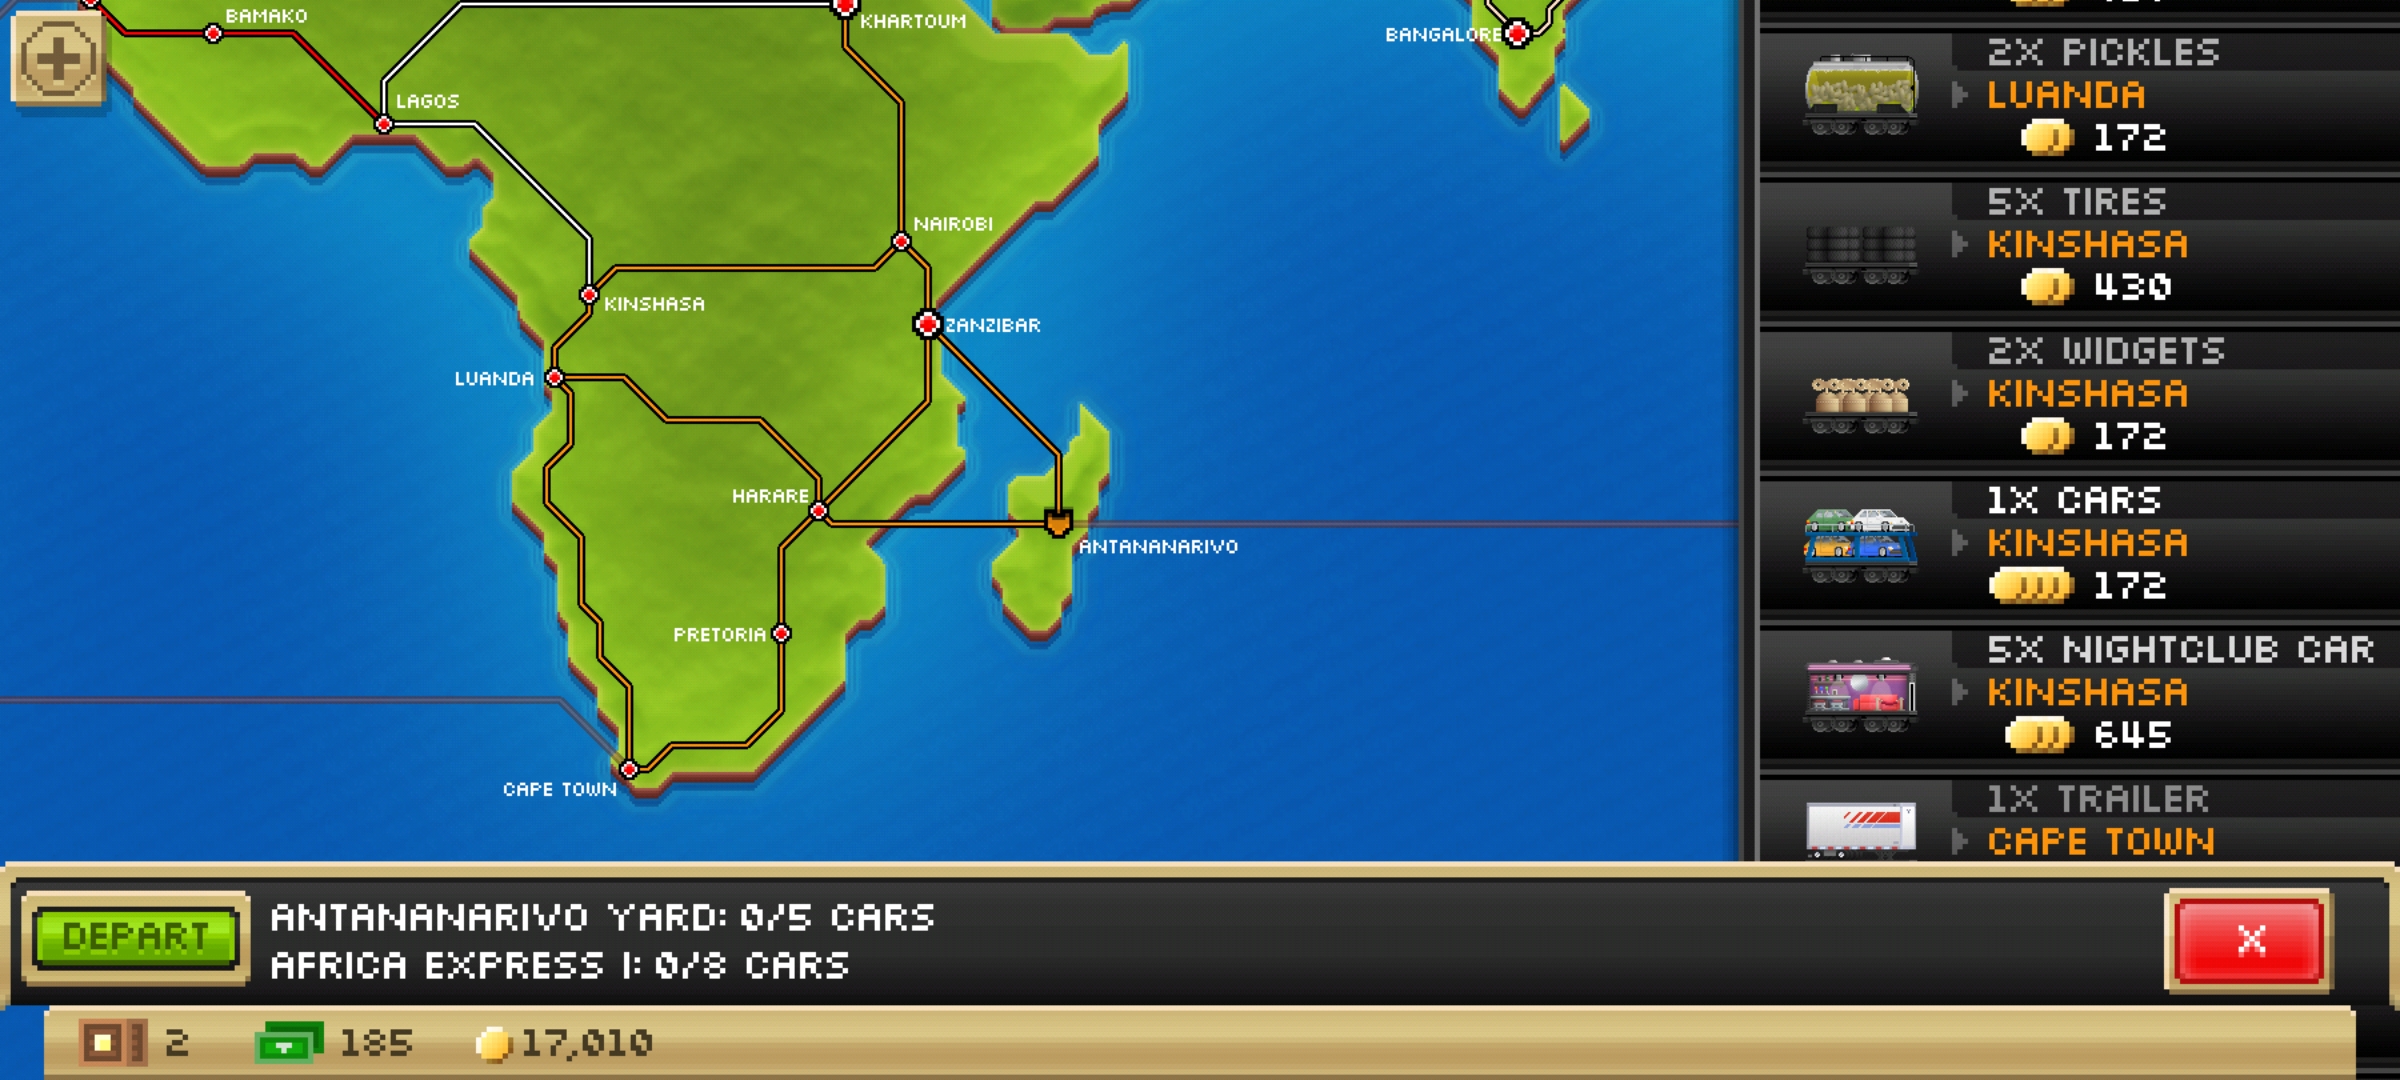 BAMAKO
KHARTOUM
BANGALORE
LAGOS
NAIROBI
KINSHASA
ZANZIBAR
LUANDA
HARARE
ANTANANARIVO
PRETORIA
CAPE TOWN
2X PICKLES
LUANDA
172
5X TIRES
KINSHASA
430
2X WIDGETS
KINSHASA
172
1X CARS
KINSHASA
172
5X NIGHTCLUB CAR
KINSHASA
645
1X TRAILER
CAPE TOWN
DEPART
ANTANANARIVO YARD: 0/5 CARS
AFRICA EXPRESS I: 0/8 CARS
X
2
185
17,010